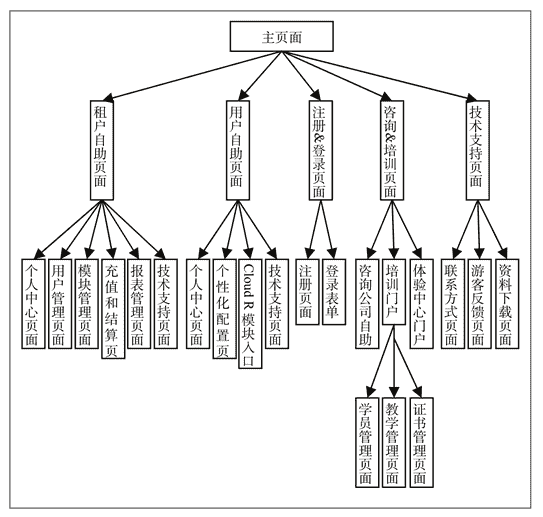 主页面
租户自助页面
用户自助页面
注册&登录页面
咨询&培训页面
技术支持页面
个人中心页面
用户管理页面
模块管理页面
充值和结算页
报表管理页面
技术支持页面
个人中心页面
个性化配置页
Cloud R 模块入口
技术支持页面
注册页面
登录表单
咨询公司自助
培训门户
体验中心门户
联系方式页面
游客反馈页面
资料下载页面
学员管理页面
教学管理页面
证书管理页面